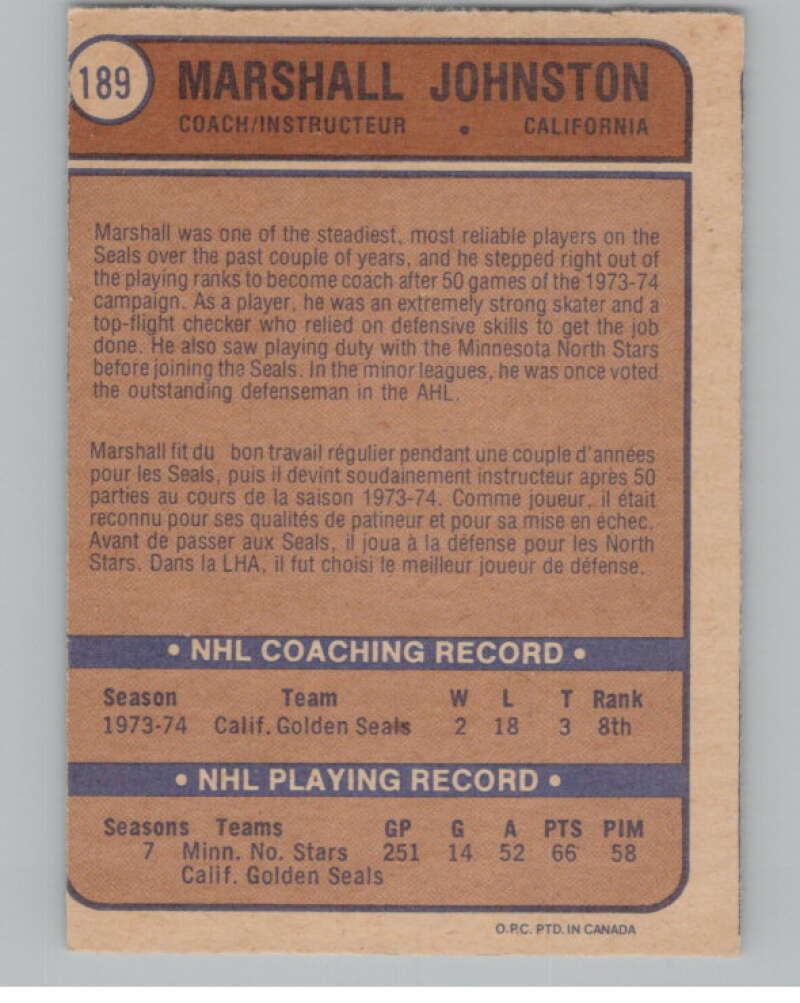 189
MARSHALL JOHNSTON
COACH/INSTRUCTEUR • CALIFORNIA
Marshall was one of the steadiest, most reliable players on the
Seals over the past couple of years, and he stepped right out of
the playing ranks to become coach after 50 games of the 1973-74
campaign. As a player, he was an extremely strong skater and a
top-flight checker who relied on defensive skills to get the job
done. He also saw playing duty with the Minnesota North Stars
before joining the Seals. In the minor leagues, he was once voted
the outstanding defenseman in the AHL.
Marshall fit du bon travail régulier pendant une couple d'années
pour les Seals, puis il devint soudainement instructeur après 50
parties au cours de la saison 1973-74. Comme joueur, il était
reconnu pour ses qualités de patineur et pour sa mise en échec.
Avant de passer aux Seals, il joua à la défense pour les North
Stars. Dans la LHA, il fut choisi le meilleur joueur de défense.
• NHL COACHING RECORD •
Season Team W L T Rank
1973-74 Calif. Golden Seals 2 18 3 8th
• NHL PLAYING RECORD •
Seasons Teams GP G A PTS PIM
7 Minn. No. Stars 251 14 52 66 58
Calif. Golden Seals
O.P.C. PTD. IN CANADA